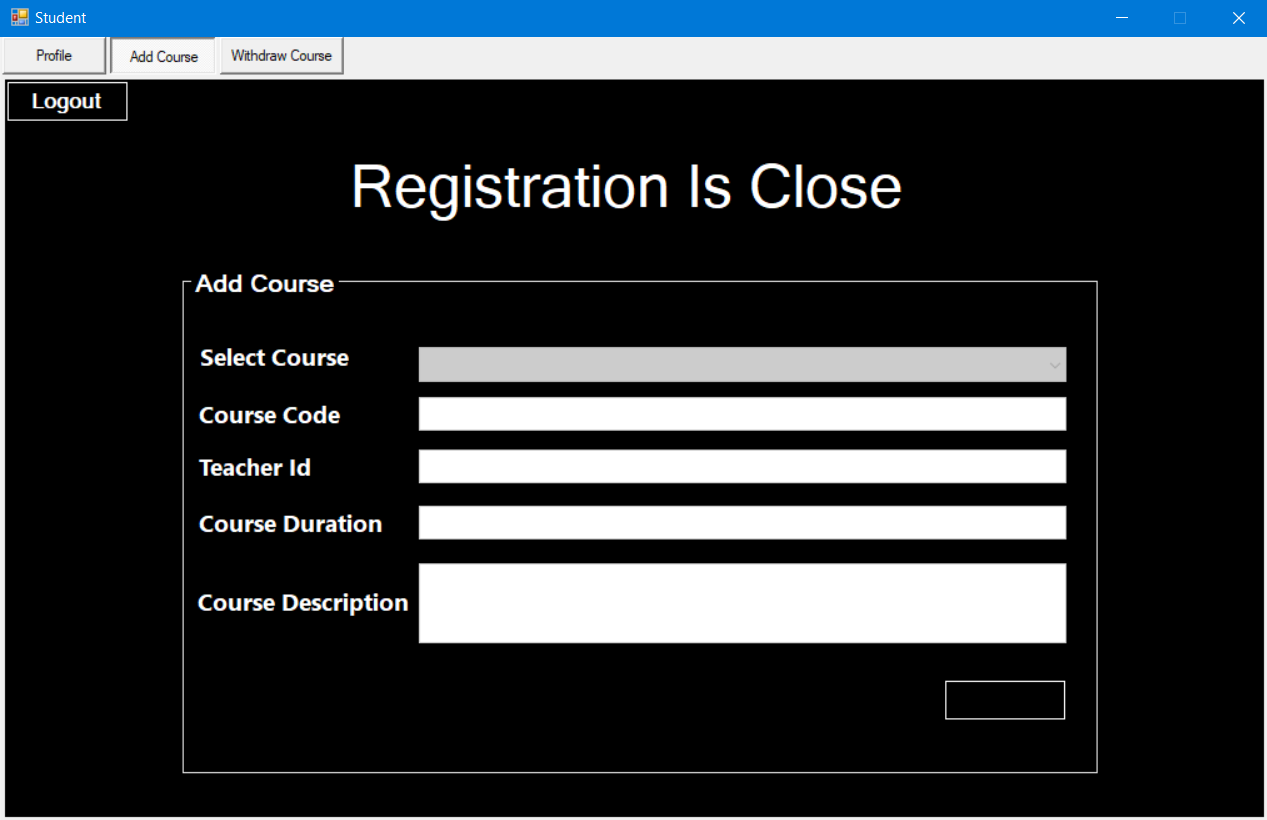 Student
Profile
Add Course
Withdraw Course
Logout
Registration Is Close
Add Course
Select Course
Course Code
Teacher Id
Course Duration
Course Description